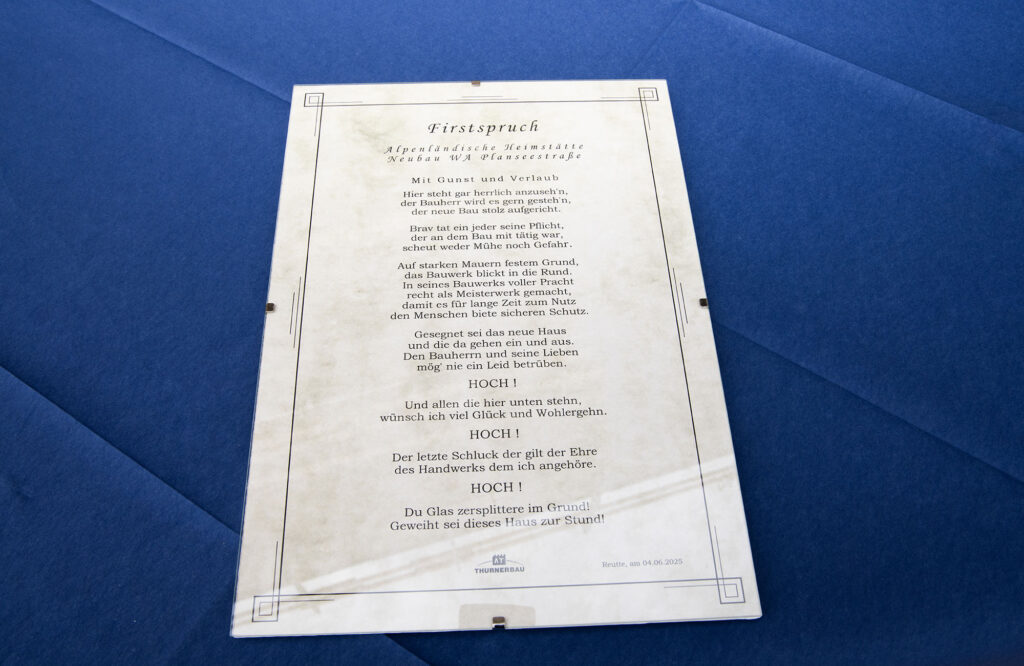 Firstspruch
Alpenländische Heimstätte
Neubau WA Planseestraße
Mit Gunst und Verlaub
Hier steht gar herrlich anzuseh'n,
der Bauherr wird es gern gesteh'n,
der neue Bau stolz aufgericht.
Brav tat ein jeder seine Pflicht,
der an dem Bau mit tätig war,
scheut weder Mühe noch Gefahr.
Auf starken Mauern festem Grund,
das Bauwerk blickt in die Rund.
In seines Bauwerks voller Pracht
recht als Meisterwerk gemacht,
damit es für lange Zeit zum Nutz
den Menschen biete sicheren Schutz.
Gesegnet sei das neue Haus
und die da gehen ein und aus.
Den Bauherrn und seine Lieben
mög' nie ein Leid betrüben.
HOCH !
Und allen die hier unten stehn,
wünsch ich viel Glück und Wohlergehn.
HOCH !
Der letzte Schluck der gilt der Ehre
des Handwerks dem ich angehöre.
HOCH !
Du Glas zersplittere im Grund!
Geweiht sei dieses Haus zur Stund!
THURNERBAU
Reutte, am 04.06.2025